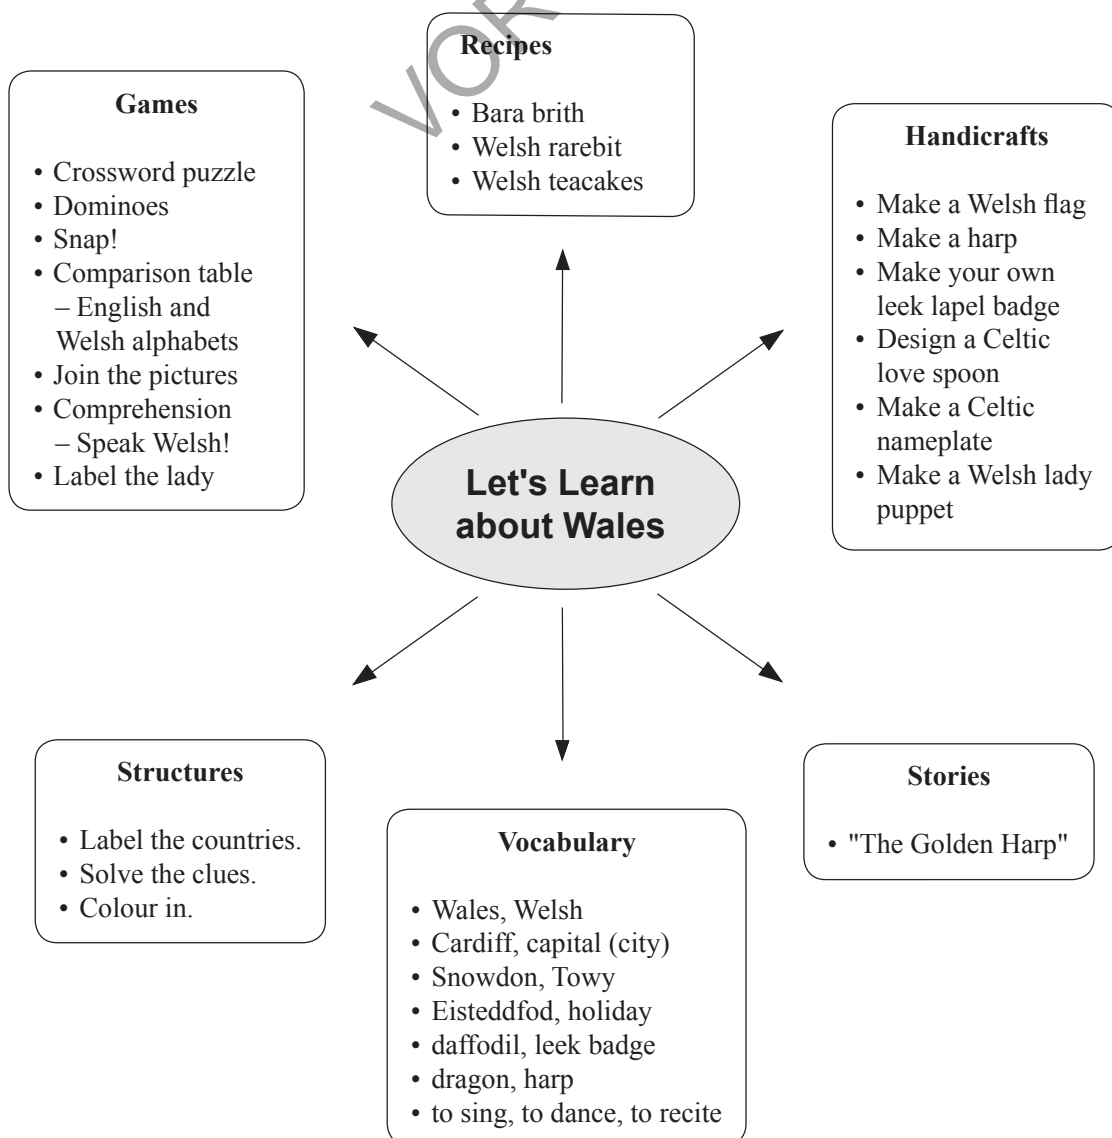 VOR
Recipes
• Bara brith
• Welsh rarebit
• Welsh teacakes
Games
• Crossword puzzle
• Dominoes
• Snap!
• Comparison table
– English and
Welsh alphabets
• Join the pictures
• Comprehension
– Speak Welsh!
• Label the lady
Handicrafts
• Make a Welsh flag
• Make a harp
• Make your own
leek lapel badge
• Design a Celtic
love spoon
• Make a Celtic
nameplate
• Make a Welsh lady
puppet
Let's Learn
about Wales
Structures
• Label the countries.
• Solve the clues.
• Colour in.
Vocabulary
• Wales, Welsh
• Cardiff, capital (city)
• Snowdon, Towy
• Eisteddfod, holiday
• daffodil, leek badge
• dragon, harp
• to sing, to dance, to recite
Stories
• "The Golden Harp"